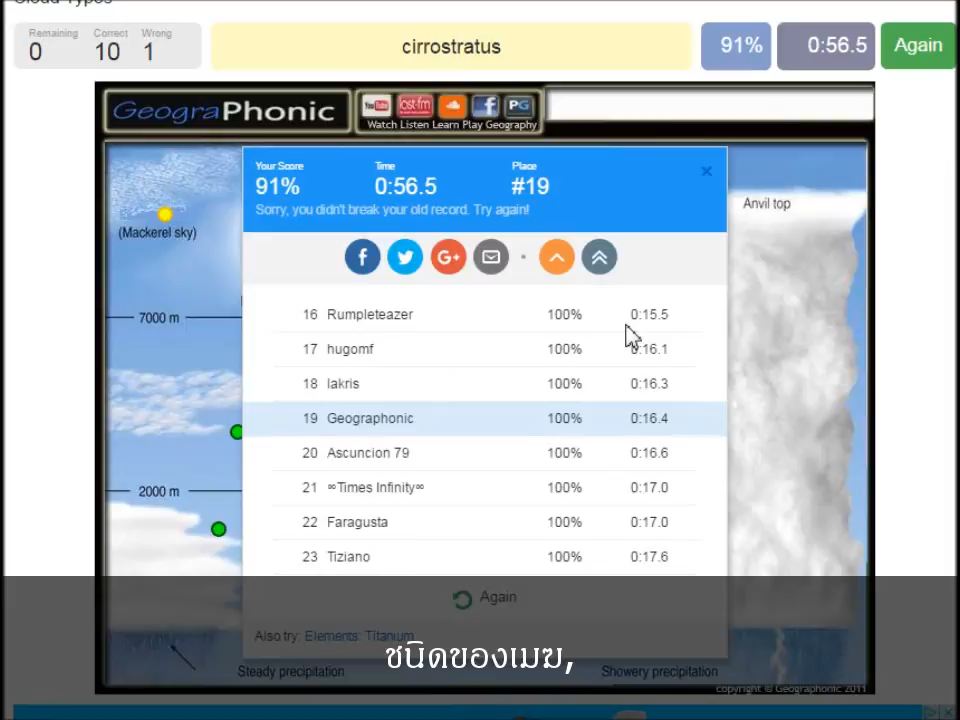 Cloud Types
Remaining Correct Wrong
0 10 1
cirrostratus
91%
0:56.5
Again
GeograPhonic
You Tube lost-fm f PG
Watch Listen Learn Play Geography
Your Score Time Place
91% 0:56.5 #19
Sorry, you didn't break your old record. Try again!
(Mackerel sky)
Anvil top
7000 m
2000 m
16 Rumpleteazer 100% 0:15.5
17 hugomf 100% 0:16.1
18 lakris 100% 0:16.3
19 Geographonic 100% 0:16.4
20 Ascuncion 79 100% 0:16.6
21 ∞Times Infinity∞ 100% 0:17.0
22 Faragusta 100% 0:17.0
23 Tiziano 100% 0:17.6
Again
Also try: Elements: Titanium
ชนิดของเมฆ,
Steady precipitation
Showery precipitation
copyright © Geographonic 2011